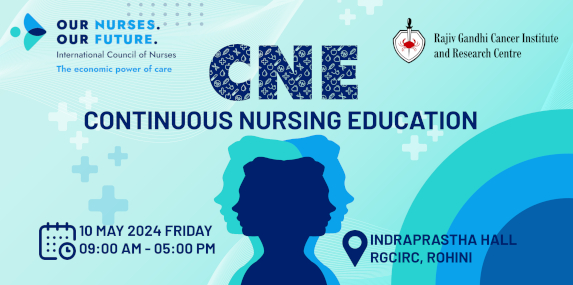 OUR NURSES.
OUR FUTURE.
International Council of Nurses
The economic power of care
Rajiv Gandhi Cancer Institute
and Research Centre
CNE
CONTINUOUS NURSING EDUCATION
10 MAY 2024 FRIDAY
09:00 AM - 05:00 PM
INDRAPRASTHA HALL
RGCIRC, ROHINI